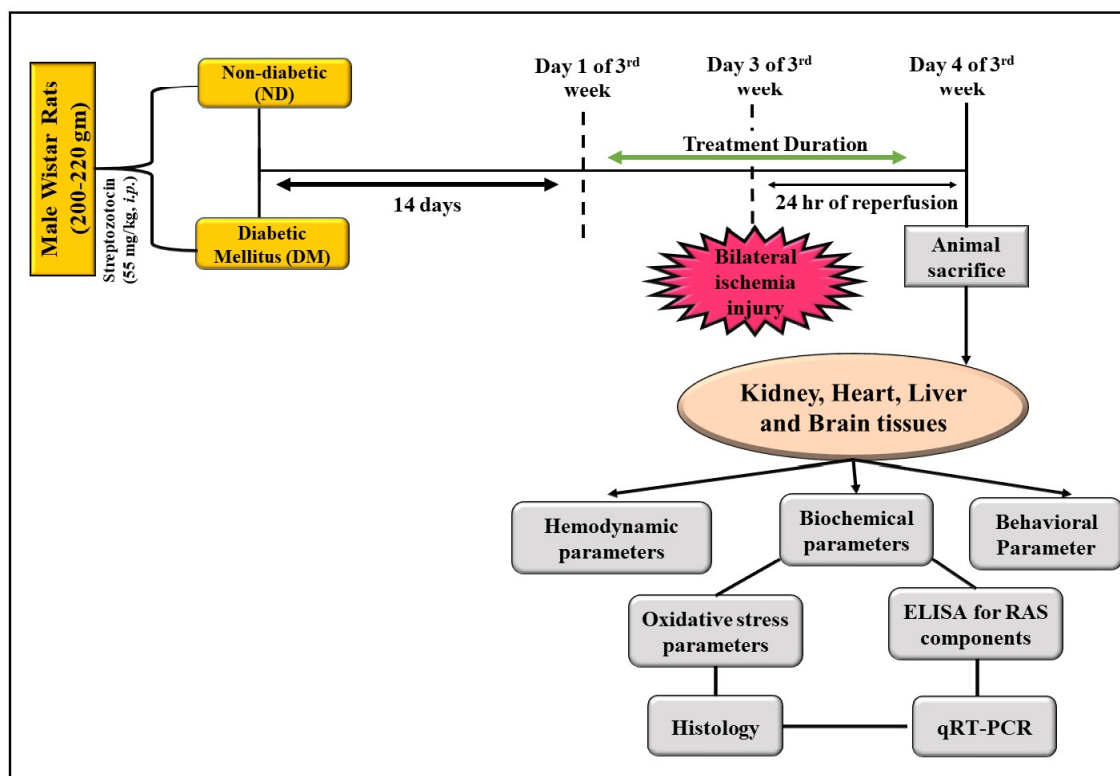 Male Wistar Rats
(200-220 gm)
Streptozotocin
(55 mg/kg, i.p.)
Non-diabetic
(ND)
Diabetic
Mellitus (DM)
14 days
Day 1 of 3rd
week
Day 3 of 3rd
week
Day 4 of 3rd
week
Treatment Duration
24 hr of reperfusion
Bilateral
ischemia
injury
Animal
sacrifice
Kidney, Heart, Liver
and Brain tissues
Hemodynamic
parameters
Biochemical
parameters
Behavioral
Parameter
Oxidative stress
parameters
ELISA for RAS
components
Histology
qRT-PCR